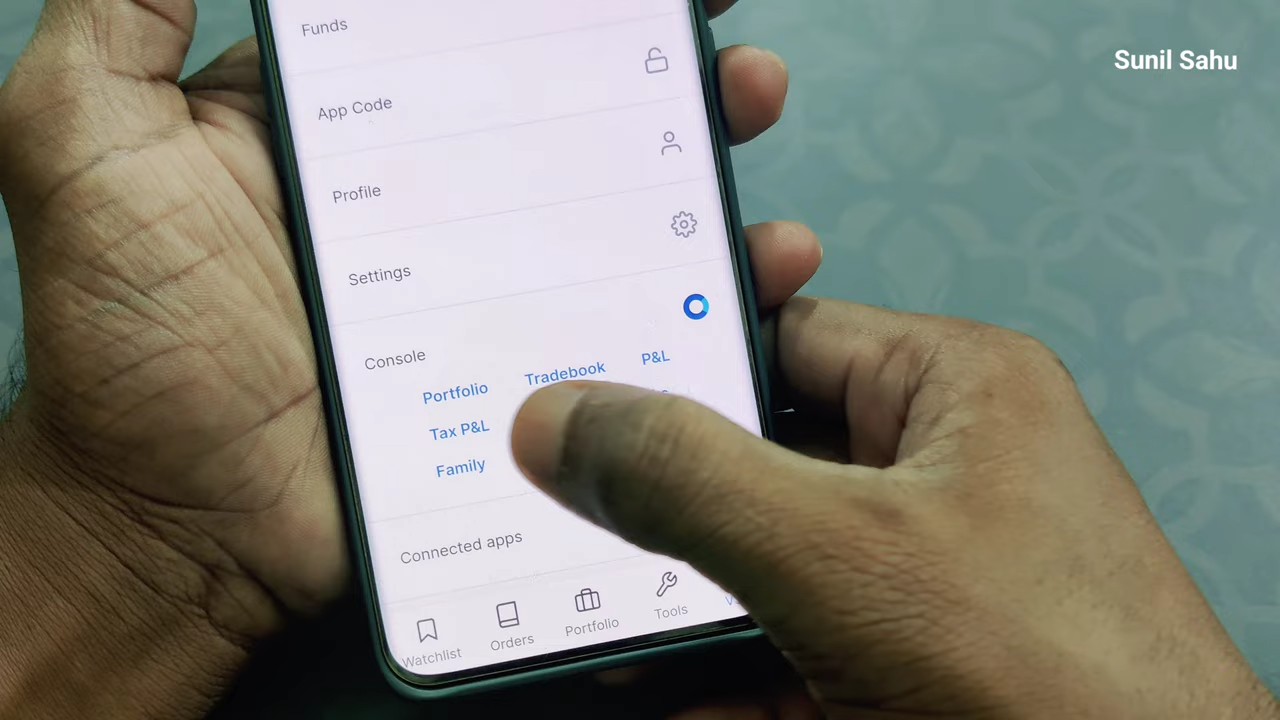 Funds
Sunil Sahu
App Code
Profile
Settings
Console
Portfolio Tradebook P&L
Tax P&L
Family
Connected apps
Watchlist Orders Portfolio Tools